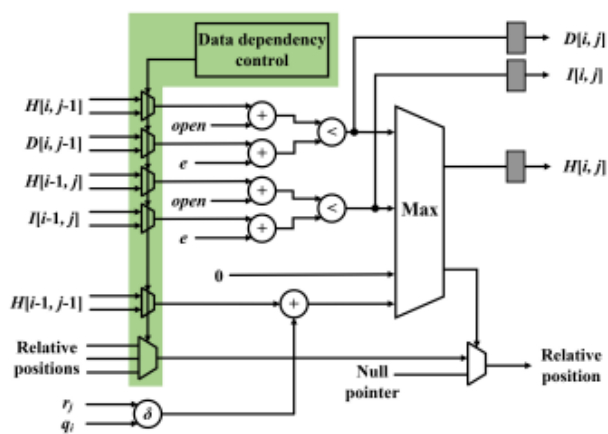 Data dependency
control
D[i, j]
I[i, j]
H[i, j-1]
open
+
<
D[i, j-1]
e
+
H[i-1, j]
open
+
<
Max
H[i, j]
I[i-1, j]
e
+
0
H[i-1, j-1]
+
Relative
positions
Null
pointer
Relative
position
rj
qi
δ